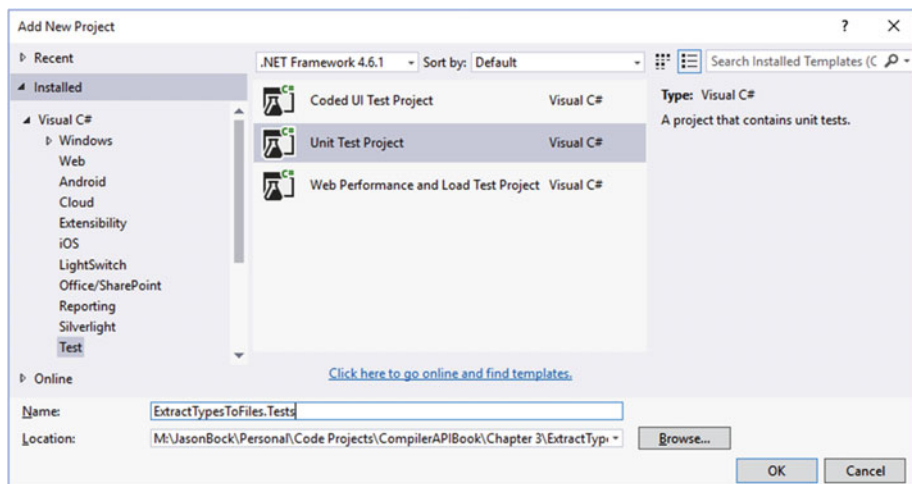 Add New Project
? X
Recent
Installed
Visual C#
Windows
Web
Android
Cloud
Extensibility
iOS
LightSwitch
Office/SharePoint
Reporting
Silverlight
Test
Online
.NET Framework 4.6.1 Sort by: Default
Search Installed Templates (C
C# Coded UI Test Project Visual C#
C# Unit Test Project Visual C#
C# Web Performance and Load Test Project Visual C#
Click here to go online and find templates.
Type: Visual C#
A project that contains unit tests.
Name: ExtractTypesToFiles.Tests
Location: M:\JasonBock\Personal\Code Projects\CompilerAPIBook\Chapter 3\ExtractTyp
Browse...
OK Cancel